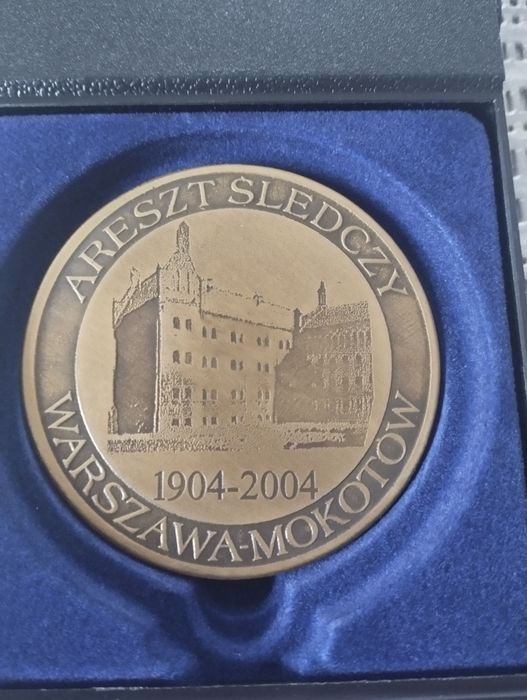 ARESZT ŚLEDCZY
1904-2004
WARSZAWA-MOKOTÓW